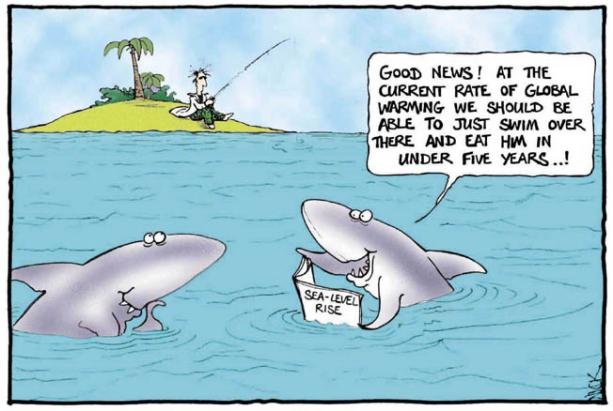 GOOD NEWS! AT THE
CURRENT RATE OF GLOBAL
WARMING WE SHOULD BE
ABLE TO JUST SWIM OVER
THERE AND EAT HIM IN
UNDER FIVE YEARS..!
SEA-LEVEL
RISE